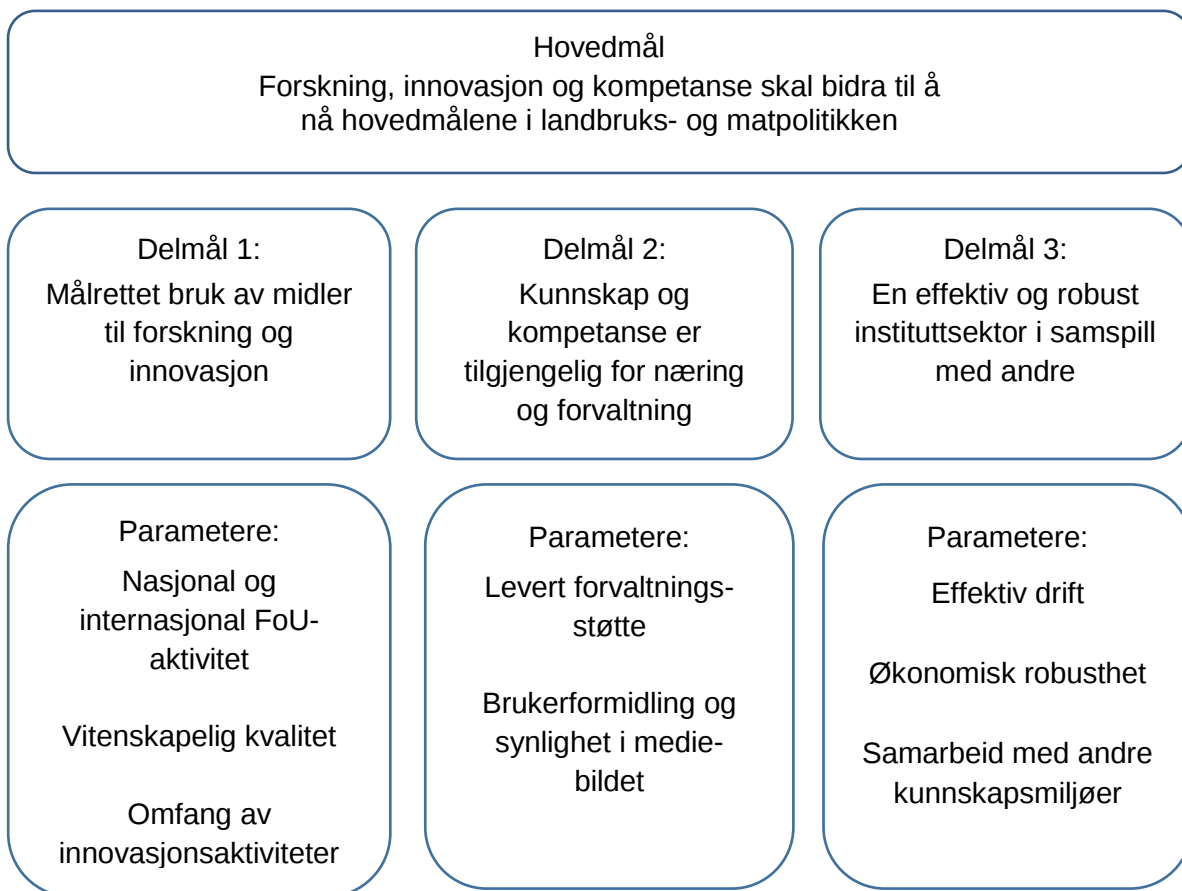 Hovedmål
Forskning, innovasjon og kompetanse skal bidra til å
nå hovedmålene i landbruks- og matpolitikken
Delmål 1:
Målrettet bruk av midler
til forskning og
innovasjon
Delmål 2:
Kunnskap og
kompetanse er
tilgjengelig for næring
og forvaltning
Delmål 3:
En effektiv og robust
instituttsektor i samspill
med andre
Parametere:
Nasjonal og
internasjonal FoU-
aktivitet
Vitenskapelig kvalitet
Omfang av
innovasjonsaktiviteter
Parametere:
Levert forvaltnings-
støtte
Brukerformidling og
synlighet i medie-
bildet
Parametere:
Effektiv drift
Økonomisk robusthet
Samarbeid med andre
kunnskapsmiljøer